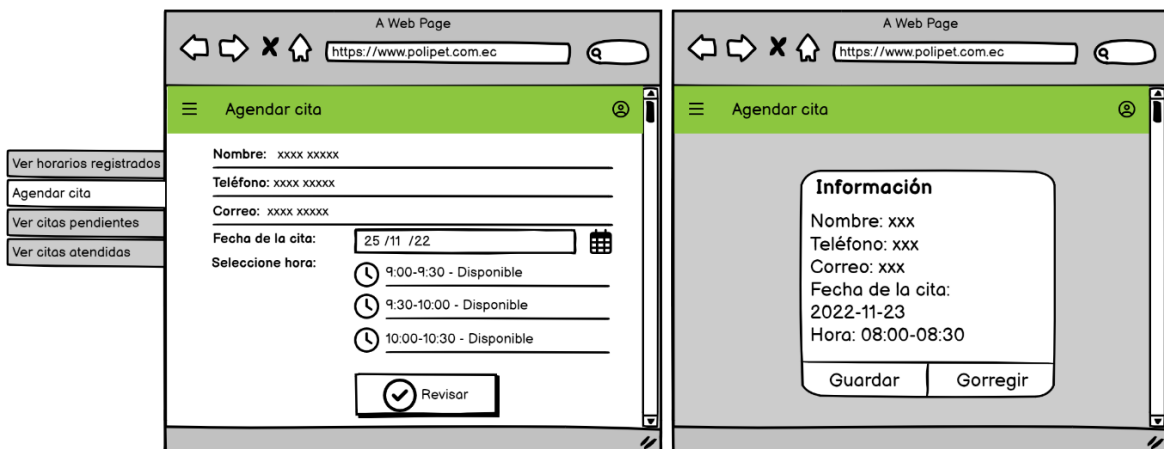 A Web Page
https://www.polipet.com.ec
Agendar cita
Ver horarios registrados
Agendar cita
Ver citas pendientes
Ver citas atendidas
Nombre: xxxx xxxxx
Teléfono: xxxx xxxxx
Correo: xxxx xxxxx
Fecha de la cita: 25 /11 /22
Seleccione hora:
9:00-9:30 - Disponible
9:30-10:00 - Disponible
10:00-10:30 - Disponible
Revisar
A Web Page
https://www.polipet.com.ec
Agendar cita
Información
Nombre: xxx
Teléfono: xxx
Correo: xxx
Fecha de la cita:
2022-11-23
Hora: 08:00-08:30
Guardar Gorregir